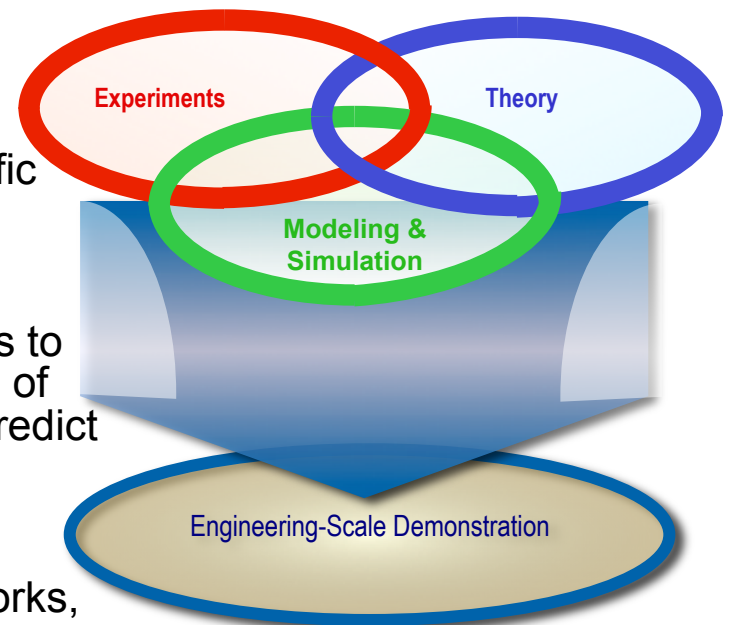 Experiments
Theory
fic
Modeling &
Simulation
s to
of
redict
Engineering-Scale Demonstration
orks,